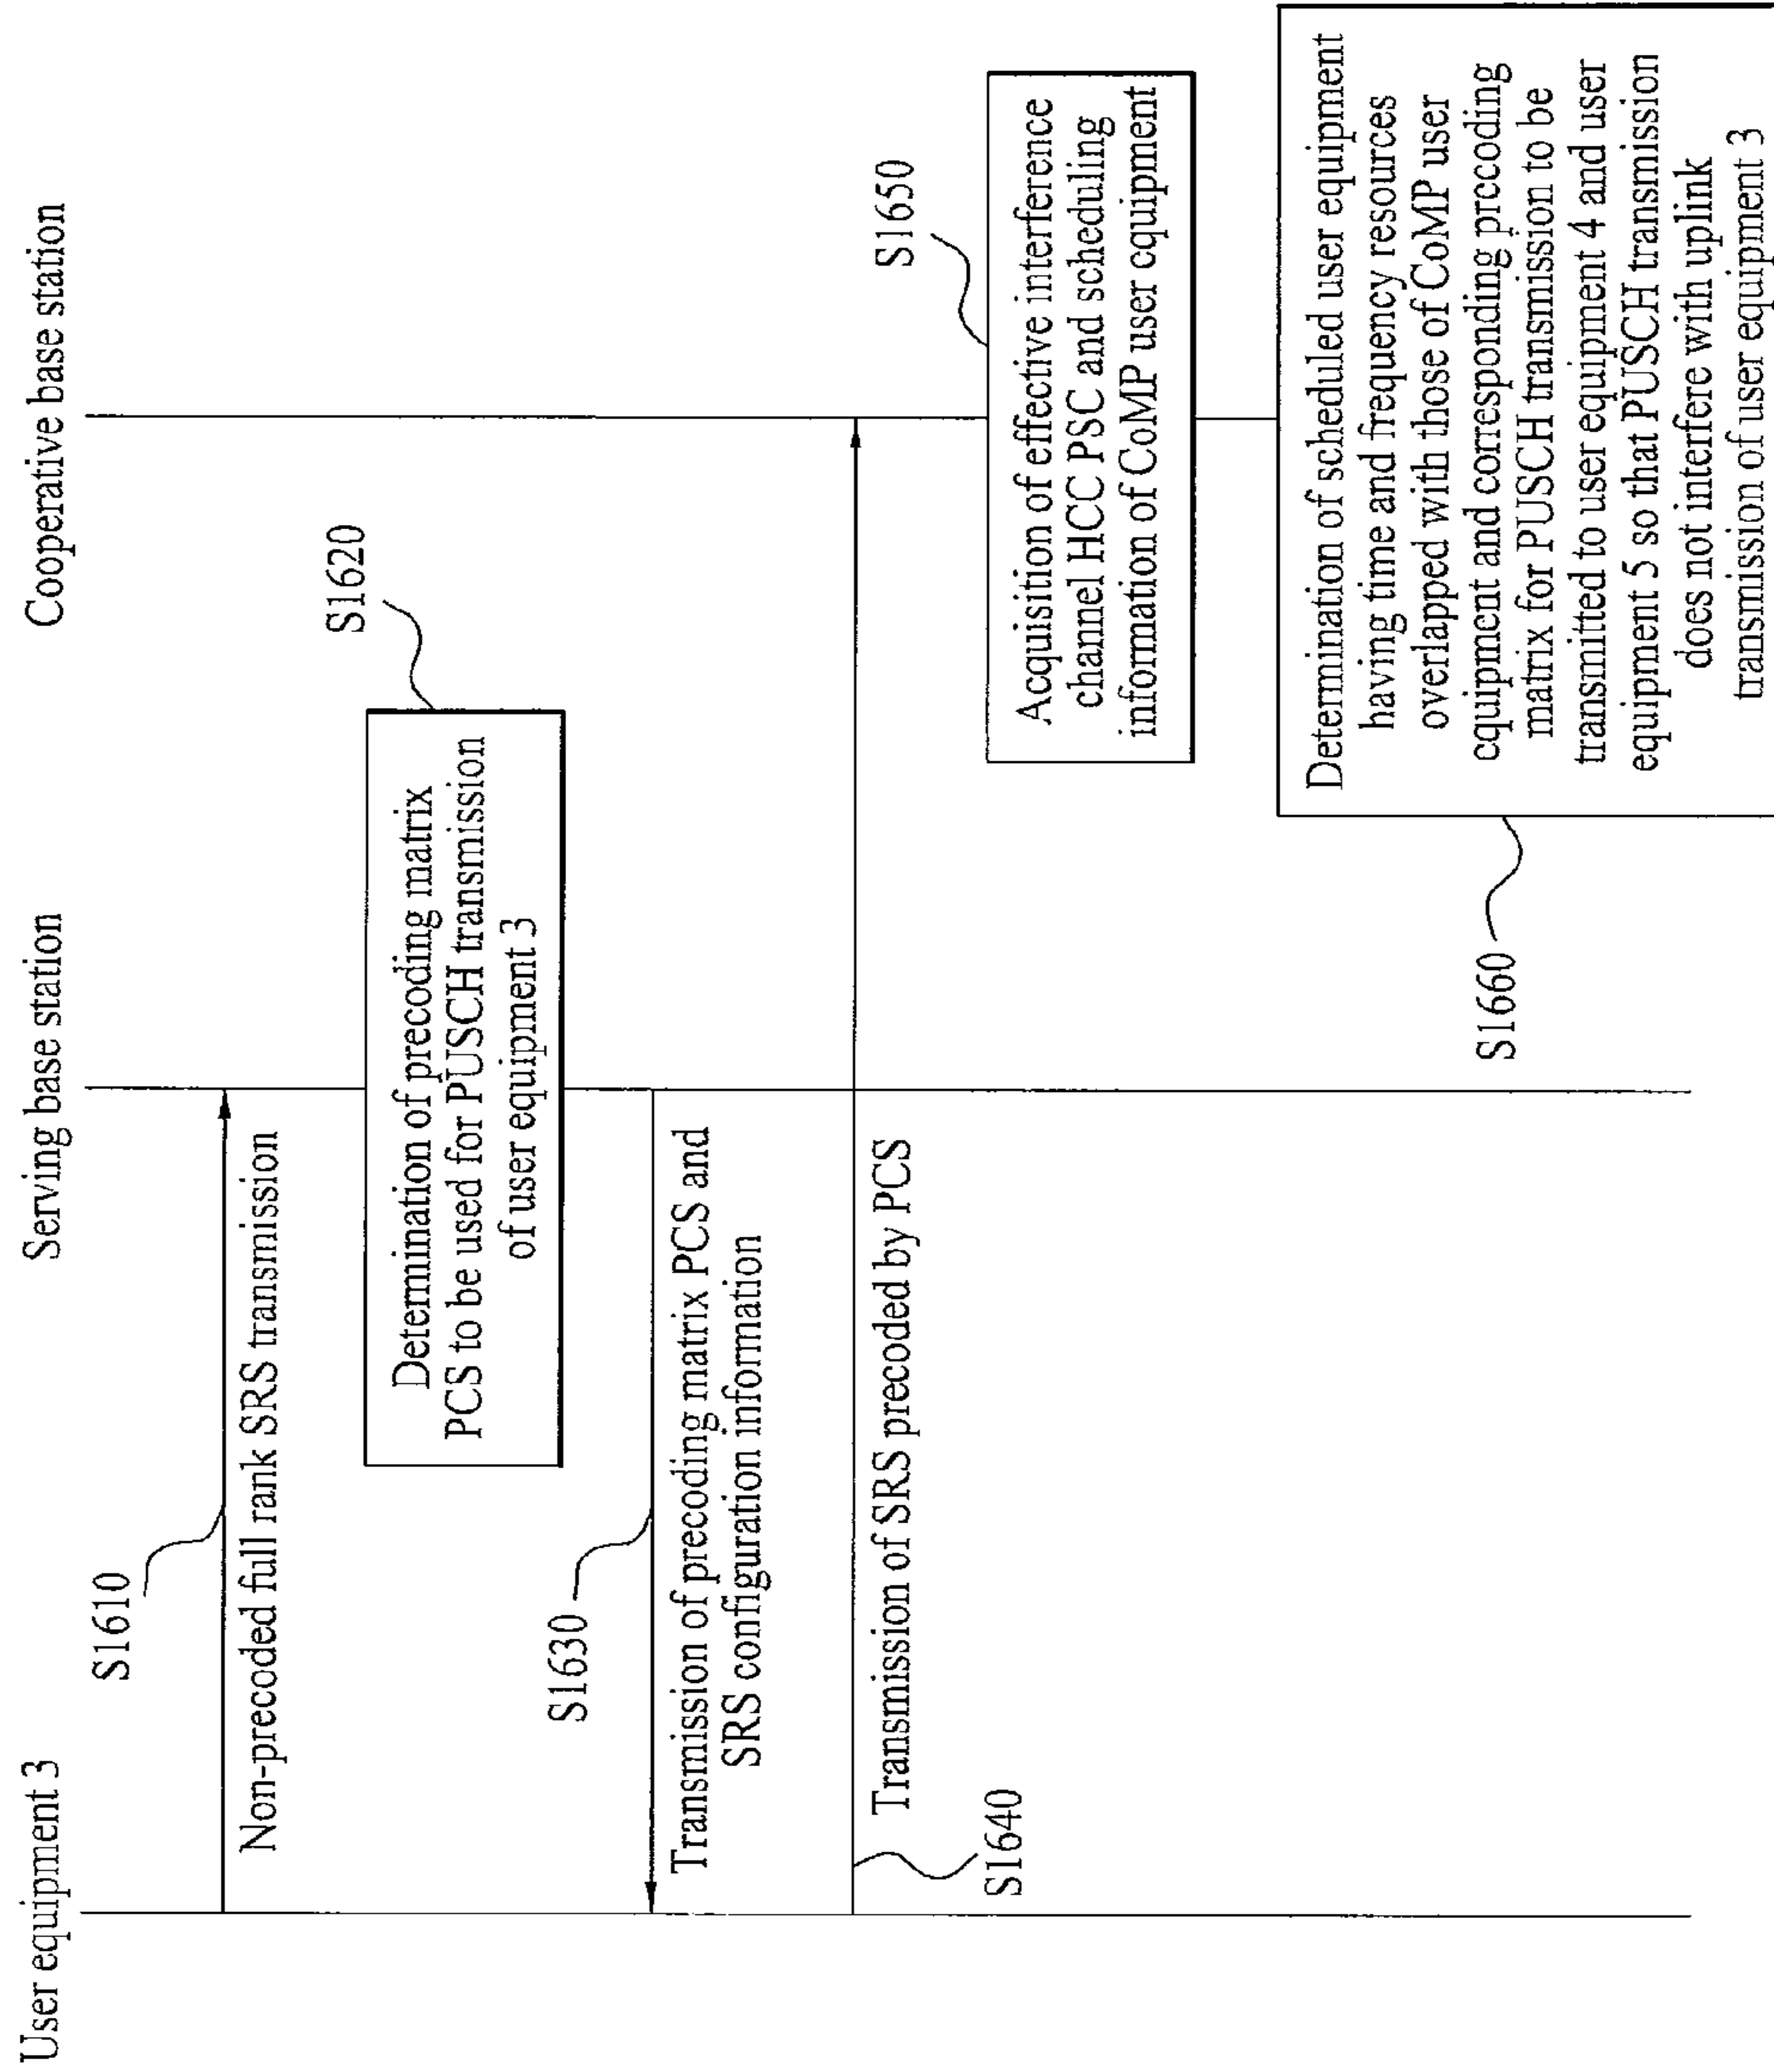 User equipment 3
Serving base station
Cooperative base station
S1610
Non-precoded full rank SRS transmission
S1620
Determination of precoding matrix
PCS to be used for PUSCH transmission
of user equipment 3
S1630
Transmission of precoding matrix PCS and
SRS configuration information
S1640
Transmission of SRS precoded by PCS
S1650
Acquisition of effective interference
channel HCC PSC and scheduling
information of CoMP user equipment
S1660
Determination of scheduled user equipment
having time and frequency resources
overlapped with those of CoMP user
equipment and corresponding precoding
matrix for PUSCH transmission to be
transmitted to user equipment 4 and user
equipment 5 so that PUSCH transmission
does not interfere with uplink
transmission of user equipment 3